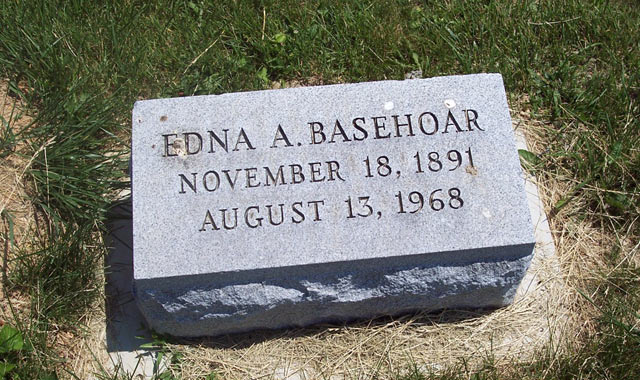 EDNA A. BASEHOAR
NOVEMBER 18, 1891
AUGUST 13, 1968